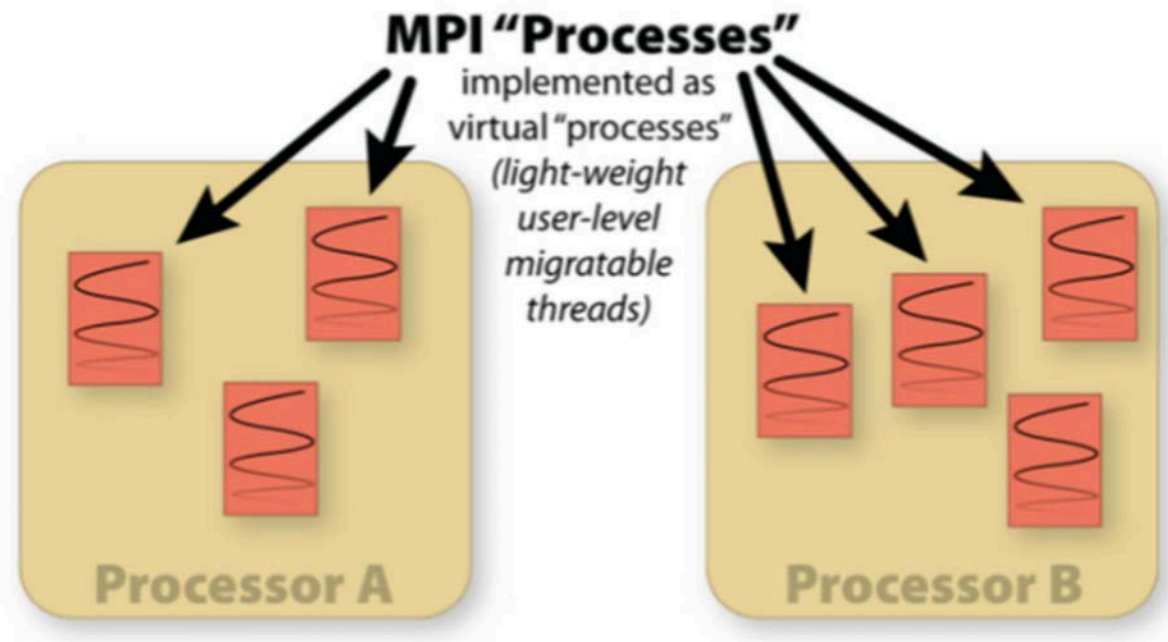 MPI “Processes”
implemented as
virtual “processes”
(light-weight
user-level
migratable
threads)
Processor A
Processor B